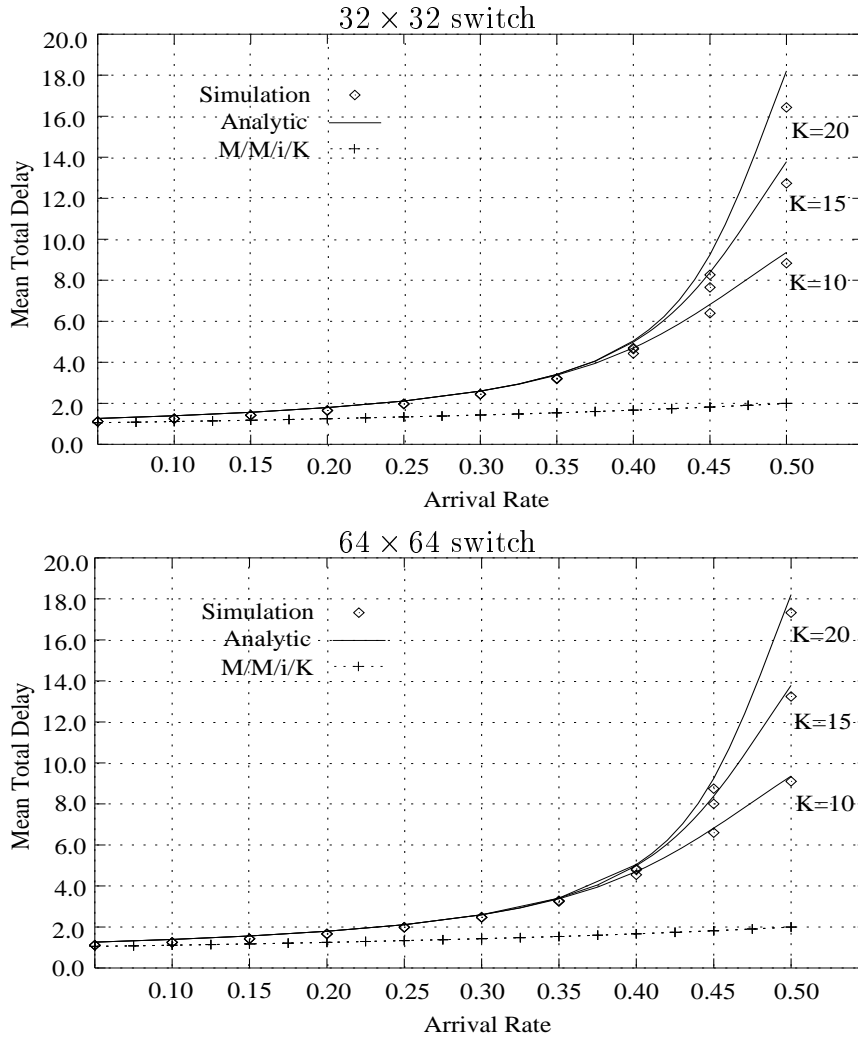 32 × 32 switch
20.0
18.0
16.0
14.0
12.0
10.0
8.0
6.0
4.0
2.0
0.0
Mean Total Delay
Simulation
Analytic
M/M/i/K
K=20
K=15
K=10
0.10 0.15 0.20 0.25 0.30 0.35 0.40 0.45 0.50
Arrival Rate
64 × 64 switch
20.0
18.0
16.0
14.0
12.0
10.0
8.0
6.0
4.0
2.0
0.0
Mean Total Delay
Simulation
Analytic
M/M/i/K
K=20
K=15
K=10
0.10 0.15 0.20 0.25 0.30 0.35 0.40 0.45 0.50
Arrival Rate